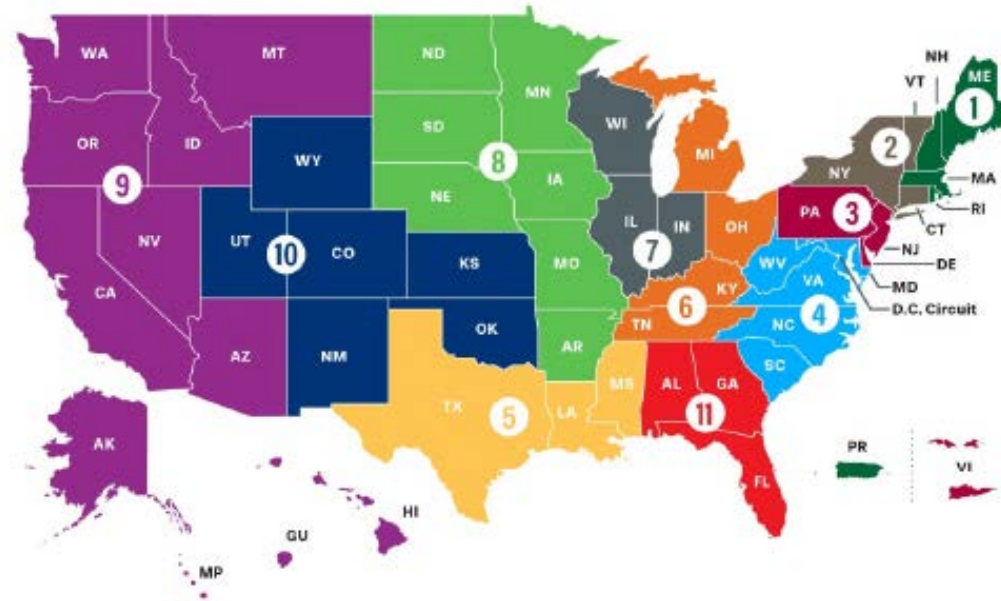 WA
MT
ND
MN
NH
VT
ME
1
OR
ID
SD
WI
MI
2
NY
MA
RI
CT
9
WY
8
NE
IA
PA
3
NJ
DE
MD
D.C. Circuit
NV
UT
10
CO
KS
MO
IL
IN
7
OH
WV
VA
4
CA
KY
6
TN
NC
SC
AZ
NM
OK
AR
TX
5
LA
MS
AL
GA
11
FL
AK
HI
GU
MP
PR
VI